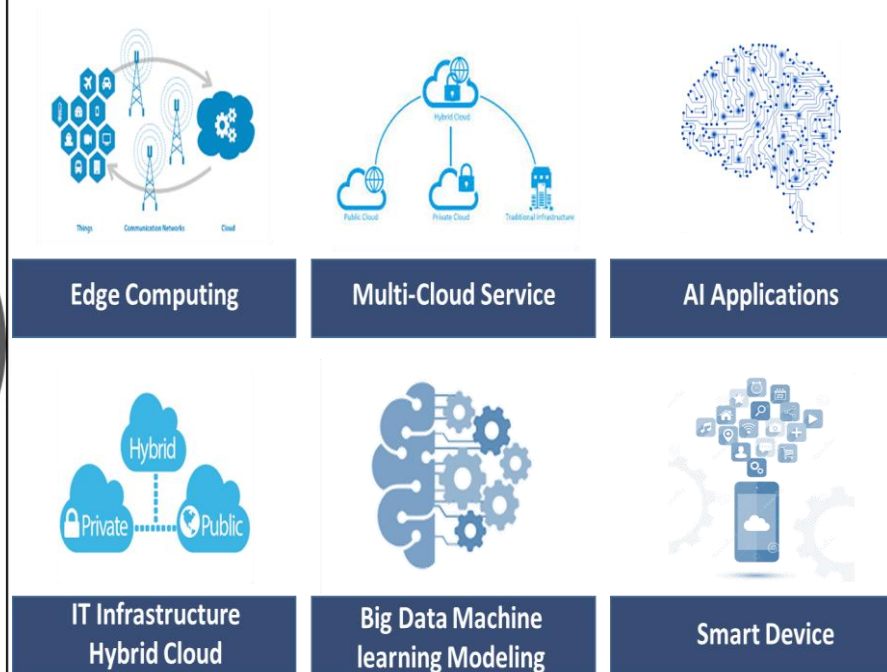 Things
Communication Networks
Cloud
Hybrid Cloud
Public Cloud
Private Cloud
Traditional Infrastructure
Edge Computing
Multi-Cloud Service
AI Applications
Hybrid
Private
Public
IT Infrastructure
Hybrid Cloud
Big Data Machine
learning Modeling
Smart Device